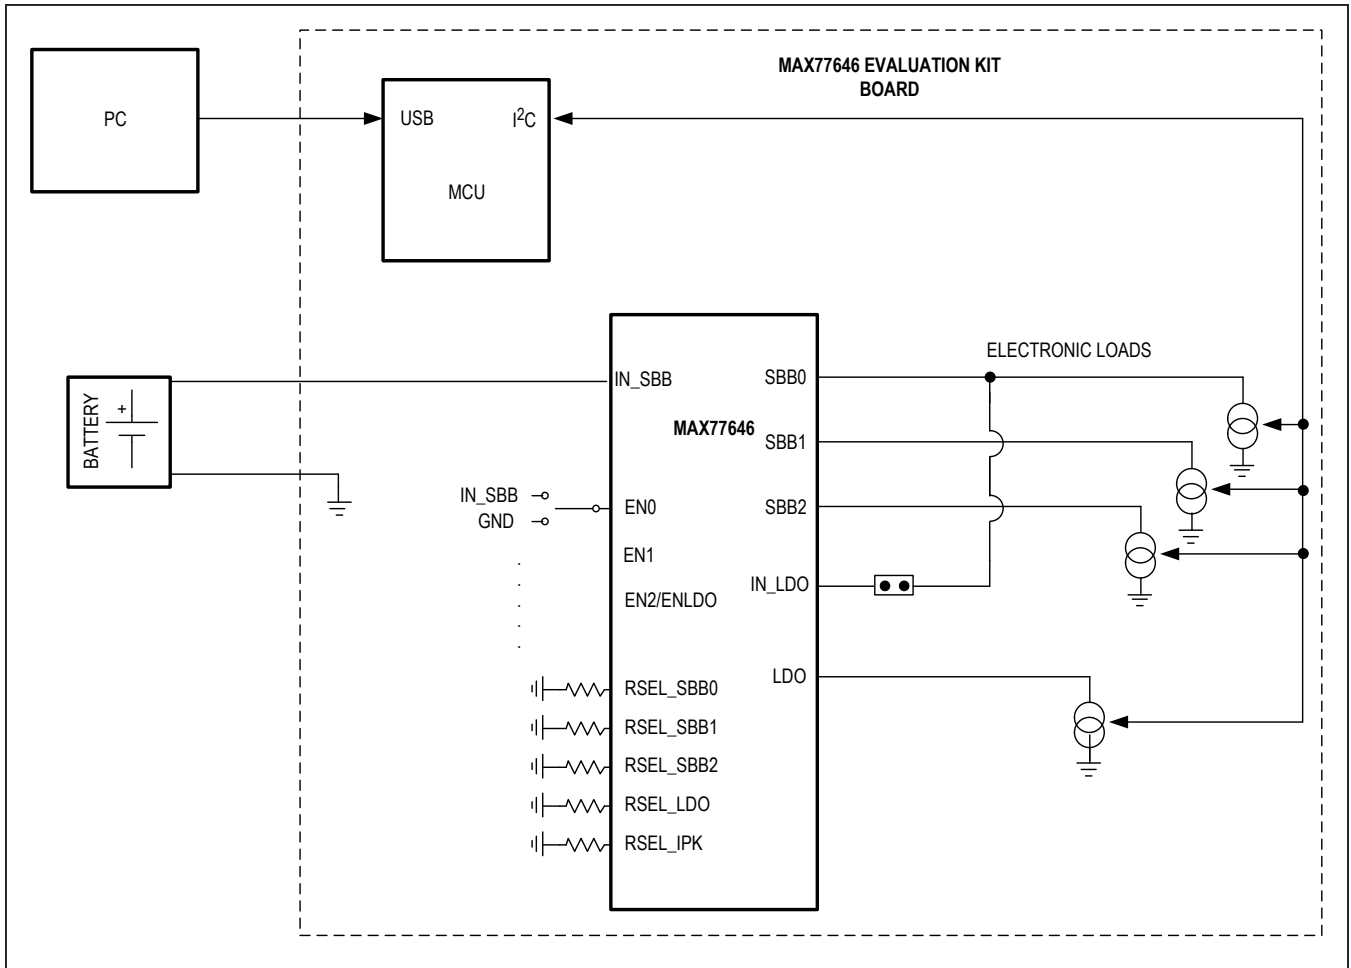 MAX77646 EVALUATION KIT
BOARD
PC
USB
I²C
MCU
ELECTRONIC LOADS
BATTERY
+
IN_SBB
SBB0
MAX77646
SBB1
IN_SBB
GND
EN0
SBB2
EN1
EN2/ENLDO
IN_LDO
LDO
RSEL_SBB0
RSEL_SBB1
RSEL_SBB2
RSEL_LDO
RSEL_IPK